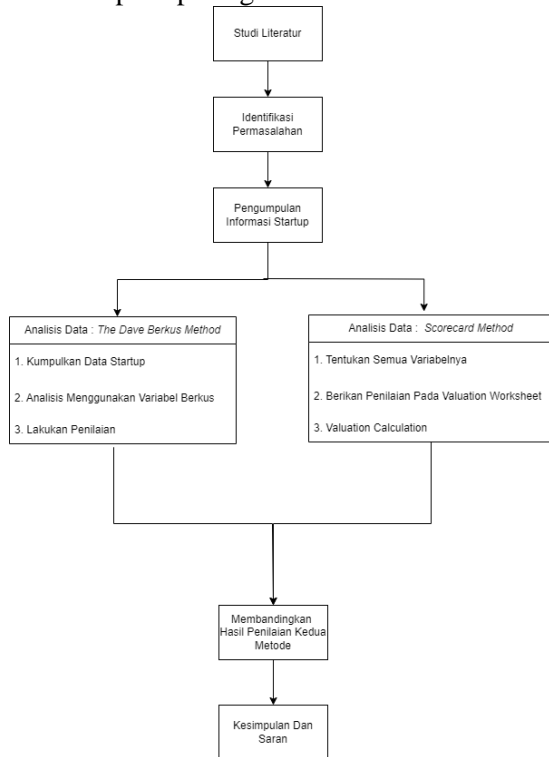 Studi Literatur
Identifikasi
Permasalahan
Pengumpulan
Informasi Startup
Analisis Data : The Dave Berkus Method
1. Kumpulkan Data Startup
2. Analisis Menggunakan Variabel Berkus
3. Lakukan Penilaian
Analisis Data : Scorecard Method
1. Tentukan Semua Variabelnya
2. Berikan Penilaian Pada Valuation Worksheet
3. Valuation Calculation
Membandingkan
Hasil Penilaian Kedua
Metode
Kesimpulan Dan
Saran